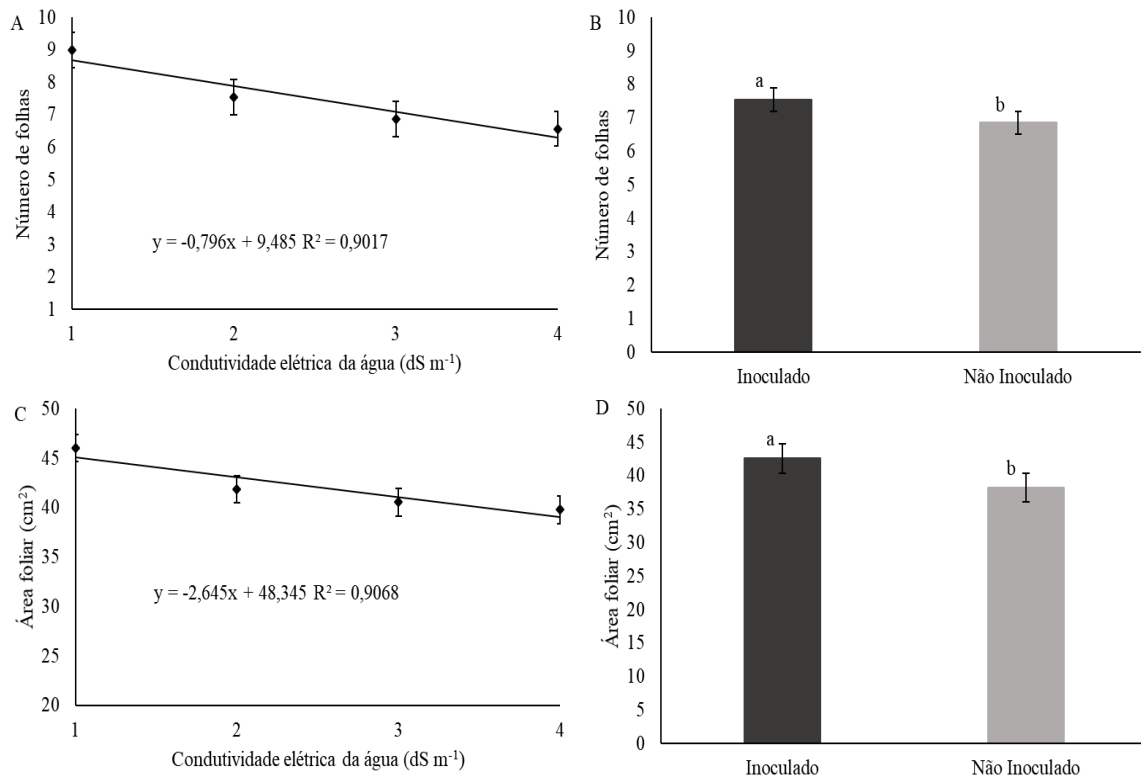 A
10
9
8
7
6
5
4
3
2
1
Número de folhas
y = -0,796x + 9,485 R² = 0,9017
1 2 3 4
Condutividade elétrica da água (dS m⁻¹)
B
10
9
8
7
6
5
4
3
2
1
0
Número de folhas
a
b
Inoculado Não Inoculado
C
50
45
40
35
30
25
20
Área foliar (cm²)
y = -2,645x + 48,345 R² = 0,9068
1 2 3 4
Condutividade elétrica da água (dS m⁻¹)
D
50
45
40
35
30
25
20
15
10
5
0
Área foliar (cm²)
a
b
Inoculado Não Inoculado